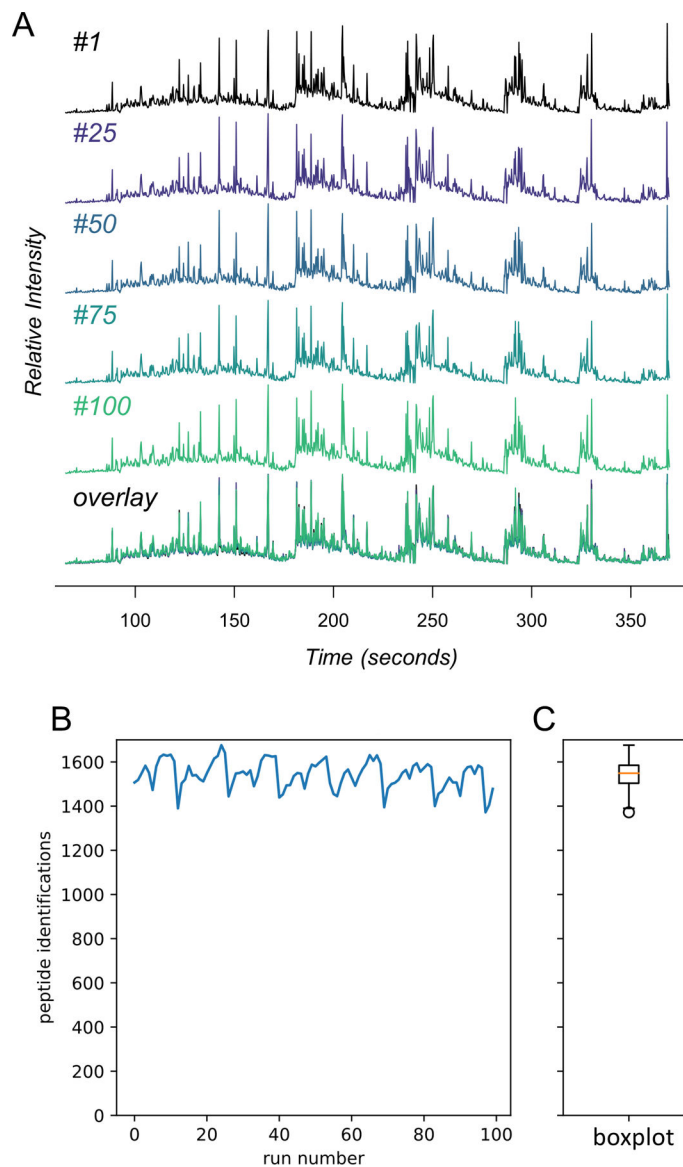 A
#1
#25
#50
#75
#100
overlay
Relative Intensity
100 150 200 250 300 350
Time (seconds)
B
C
1600
1400
1200
1000
800
600
400
200
0
peptide identifications
0 20 40 60 80 100
run number
boxplot